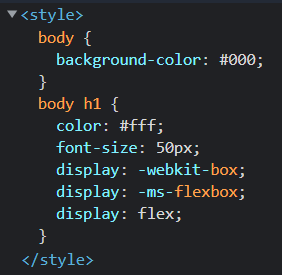 <style>
body {
background-color: #000;
}
body h1 {
color: #fff;
font-size: 50px;
display: -webkit-box;
display: -ms-flexbox;
display: flex;
}
</style>